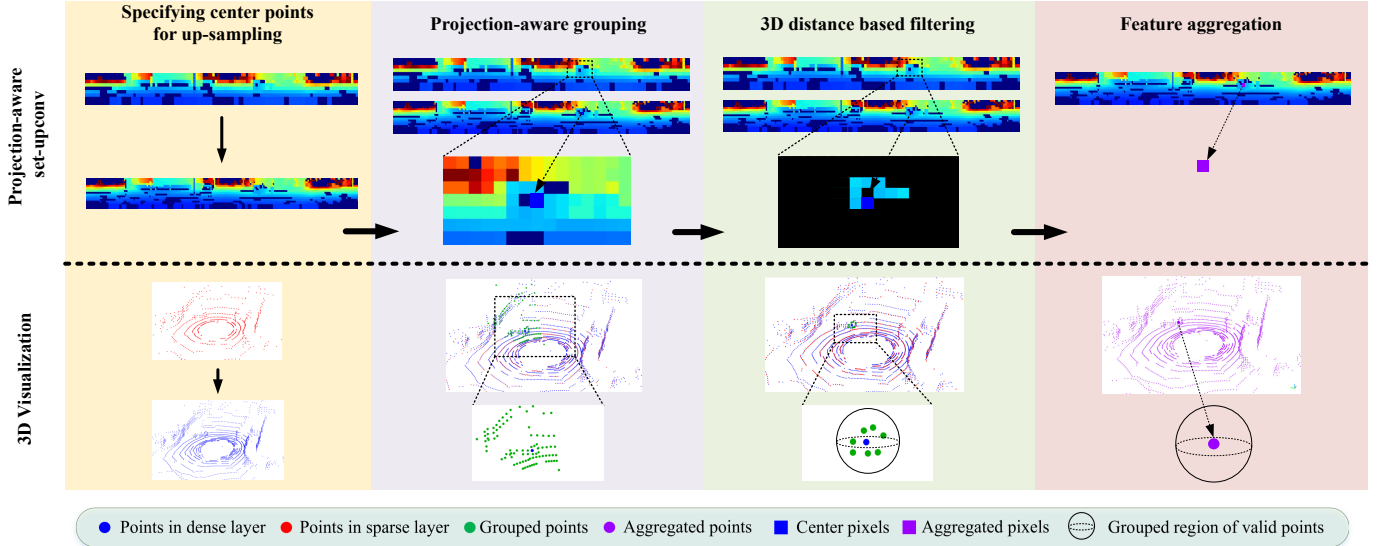 Specifying center points
for up-sampling
Projection-aware grouping
3D distance based filtering
Feature aggregation
Projection-aware
set-upconv
3D Visualization
Points in dense layer
Points in sparse layer
Grouped points
Aggregated points
Center pixels
Aggregated pixels
Grouped region of valid points